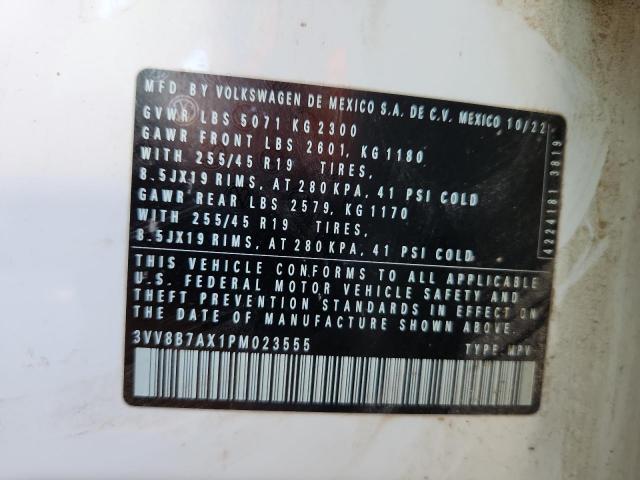 MFD BY VOLKSWAGEN DE MEXICO S.A. DE C.V. MEXICO 10/22
GVWR LBS 5071 KG 2300
GAWR FRONT LBS 2601, KG 1180
WITH 255/45 R19 TIRES,
8.5JX19 RIMS, AT 280 KPA, 41 PSI COLD
GAWR REAR LBS 2579, KG 1170
WITH 255/45 R19 TIRES,
8.5JX19 RIMS, AT 280 KPA, 41 PSI COLD
THIS VEHICLE CONFORMS TO ALL APPLICABLE
U.S. FEDERAL MOTOR VEHICLE SAFETY AND
THEFT PREVENTION STANDARDS IN EFFECT ON
THE DATE OF MANUFACTURE SHOWN ABOVE.
3VV8B7AX1PM023555 TYPE: MPV
4224181 3819